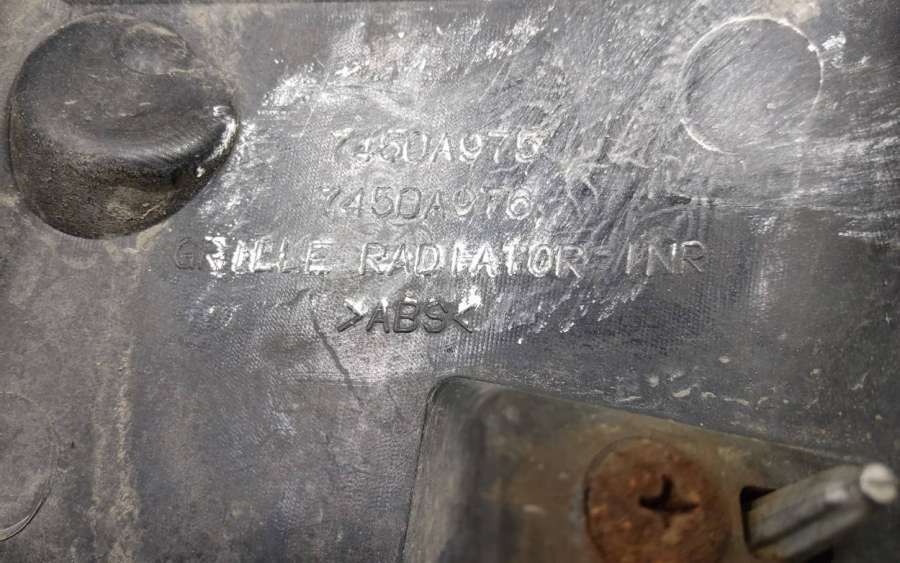 7450A975
7450A976
GRILLE RADIATOR-INR
>ABS<